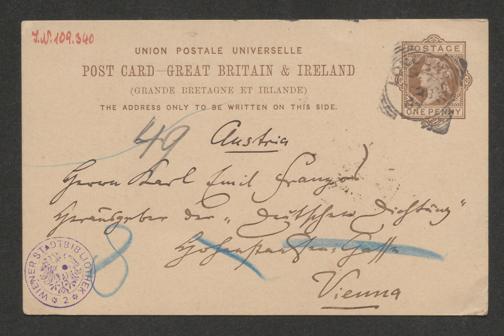 I.N. 109.340
UNION POSTALE UNIVERSELLE
POST CARD—GREAT BRITAIN & IRELAND
(GRANDE BRETAGNE ET IRLANDE)
THE ADDRESS ONLY TO BE WRITTEN ON THIS SIDE.
POSTAGE
ONE PENNY
49
Austria
Herrn Karl Emil Franzos
Herausgeber der „Deutschen Dichtung"
Gasse
Vienna
WIENER STADTBIBLIOTHEK
* 2 *